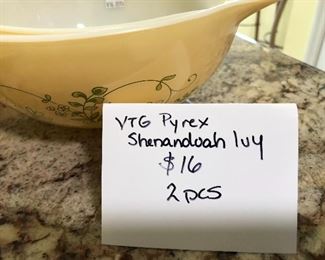 VTG Pyrex
Shenandoah Ivy
$16
2 pcs